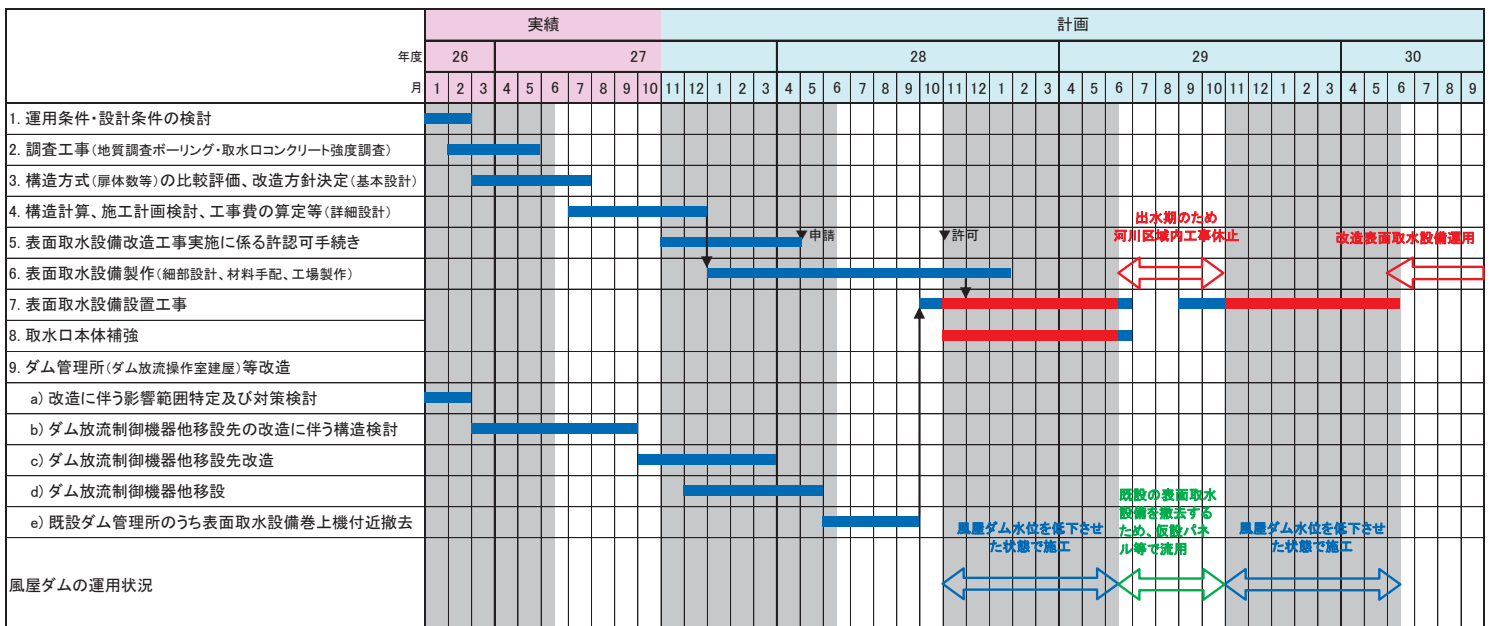 実績 計画
年度 26 27 28 29 30
月 1 2 3 4 5 6 7 8 9 10 11 12 1 2 3 4 5 6 7 8 9 10 11 12 1 2 3 4 5 6 7 8 9 10 11 12 1 2 3 4 5 6 7 8 9
1. 運用条件・設計条件の検討
2. 調査工事(地質調査ボーリング・取水口コンクリート強度調査)
3. 構造方式(扉体数等)の比較評価、改造方針決定(基本設計)
4. 構造計算、施工計画検討、工事費の算定等(詳細設計)
出水期のため
河川区域内工事休止
5. 表面取水設備改造工事実施に係る許認可手続き ▼申請 ▼許可 改造表面取水設備運用
6. 表面取水設備製作(細部設計、材料手配、工場製作)
7. 表面取水設備設置工事
8. 取水口本体補強
9. ダム管理所(ダム放流操作室建屋)等改造
a) 改造に伴う影響範囲特定及び対策検討
b) ダム放流制御機器他移設先の改造に伴う構造検討
c) ダム放流制御機器他移設先改造
d) ダム放流制御機器他移設
e) 既設ダム管理所のうち表面取水設備巻上機付近撤去
風屋ダム水位を低下させ
た状態で施工
既設の表面取水
設備を撤去する
ため、仮設パネ
ル等で流用
風屋ダム水位を低下させ
た状態で施工
風屋ダムの運用状況